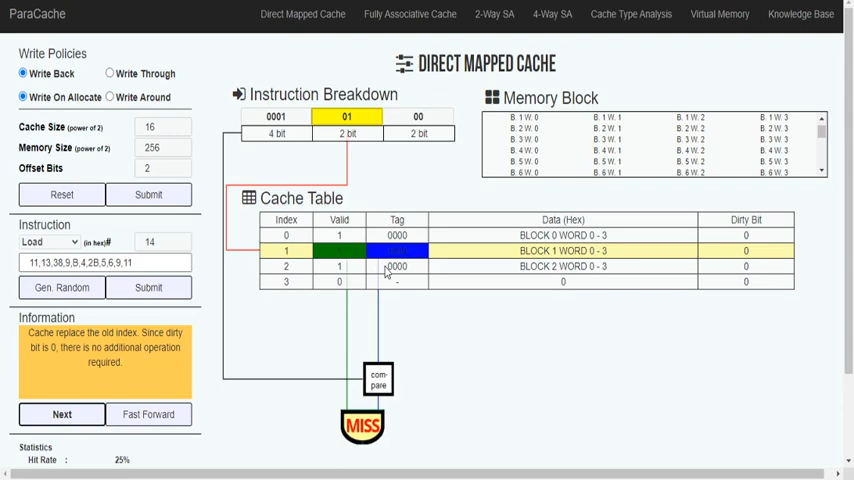 ParaCache
Direct Mapped Cache Fully Associative Cache 2-Way SA 4-Way SA Cache Type Analysis Virtual Memory Knowledge Base
Write Policies
Write Back Write Through
Write On Allocate Write Around
Cache Size (power of 2) 16
Memory Size (power of 2) 256
Offset Bits 2
Reset Submit
Instruction
Load (in hex)# 14
11,13,38,9,B,4,2B,5,6,9,11
Gen. Random Submit
Information
Cache replace the old index. Since dirty
bit is 0, there is no additional operation
required.
Next Fast Forward
Statistics
Hit Rate : 25%
DIRECT MAPPED CACHE
Instruction Breakdown
0001 01 00
4 bit 2 bit 2 bit
Memory Block
B. 1 W. 0 B. 1 W. 1 B. 1 W. 2 B. 1 W. 3
B. 2 W. 0 B. 2 W. 1 B. 2 W. 2 B. 2 W. 3
B. 3 W. 0 B. 3 W. 1 B. 3 W. 2 B. 3 W. 3
B. 4 W. 0 B. 4 W. 1 B. 4 W. 2 B. 4 W. 3
B. 5 W. 0 B. 5 W. 1 B. 5 W. 2 B. 5 W. 3
B. 6 W. 0 B. 6 W. 1 B. 6 W. 2 B. 6 W. 3
Cache Table
Index Valid Tag Data (Hex) Dirty Bit
0 1 0000 BLOCK 0 WORD 0 - 3 0
1 BLOCK 1 WORD 0 - 3 0
2 1 0000 BLOCK 2 WORD 0 - 3 0
3 0 - 0 0
com-
pare
MISS